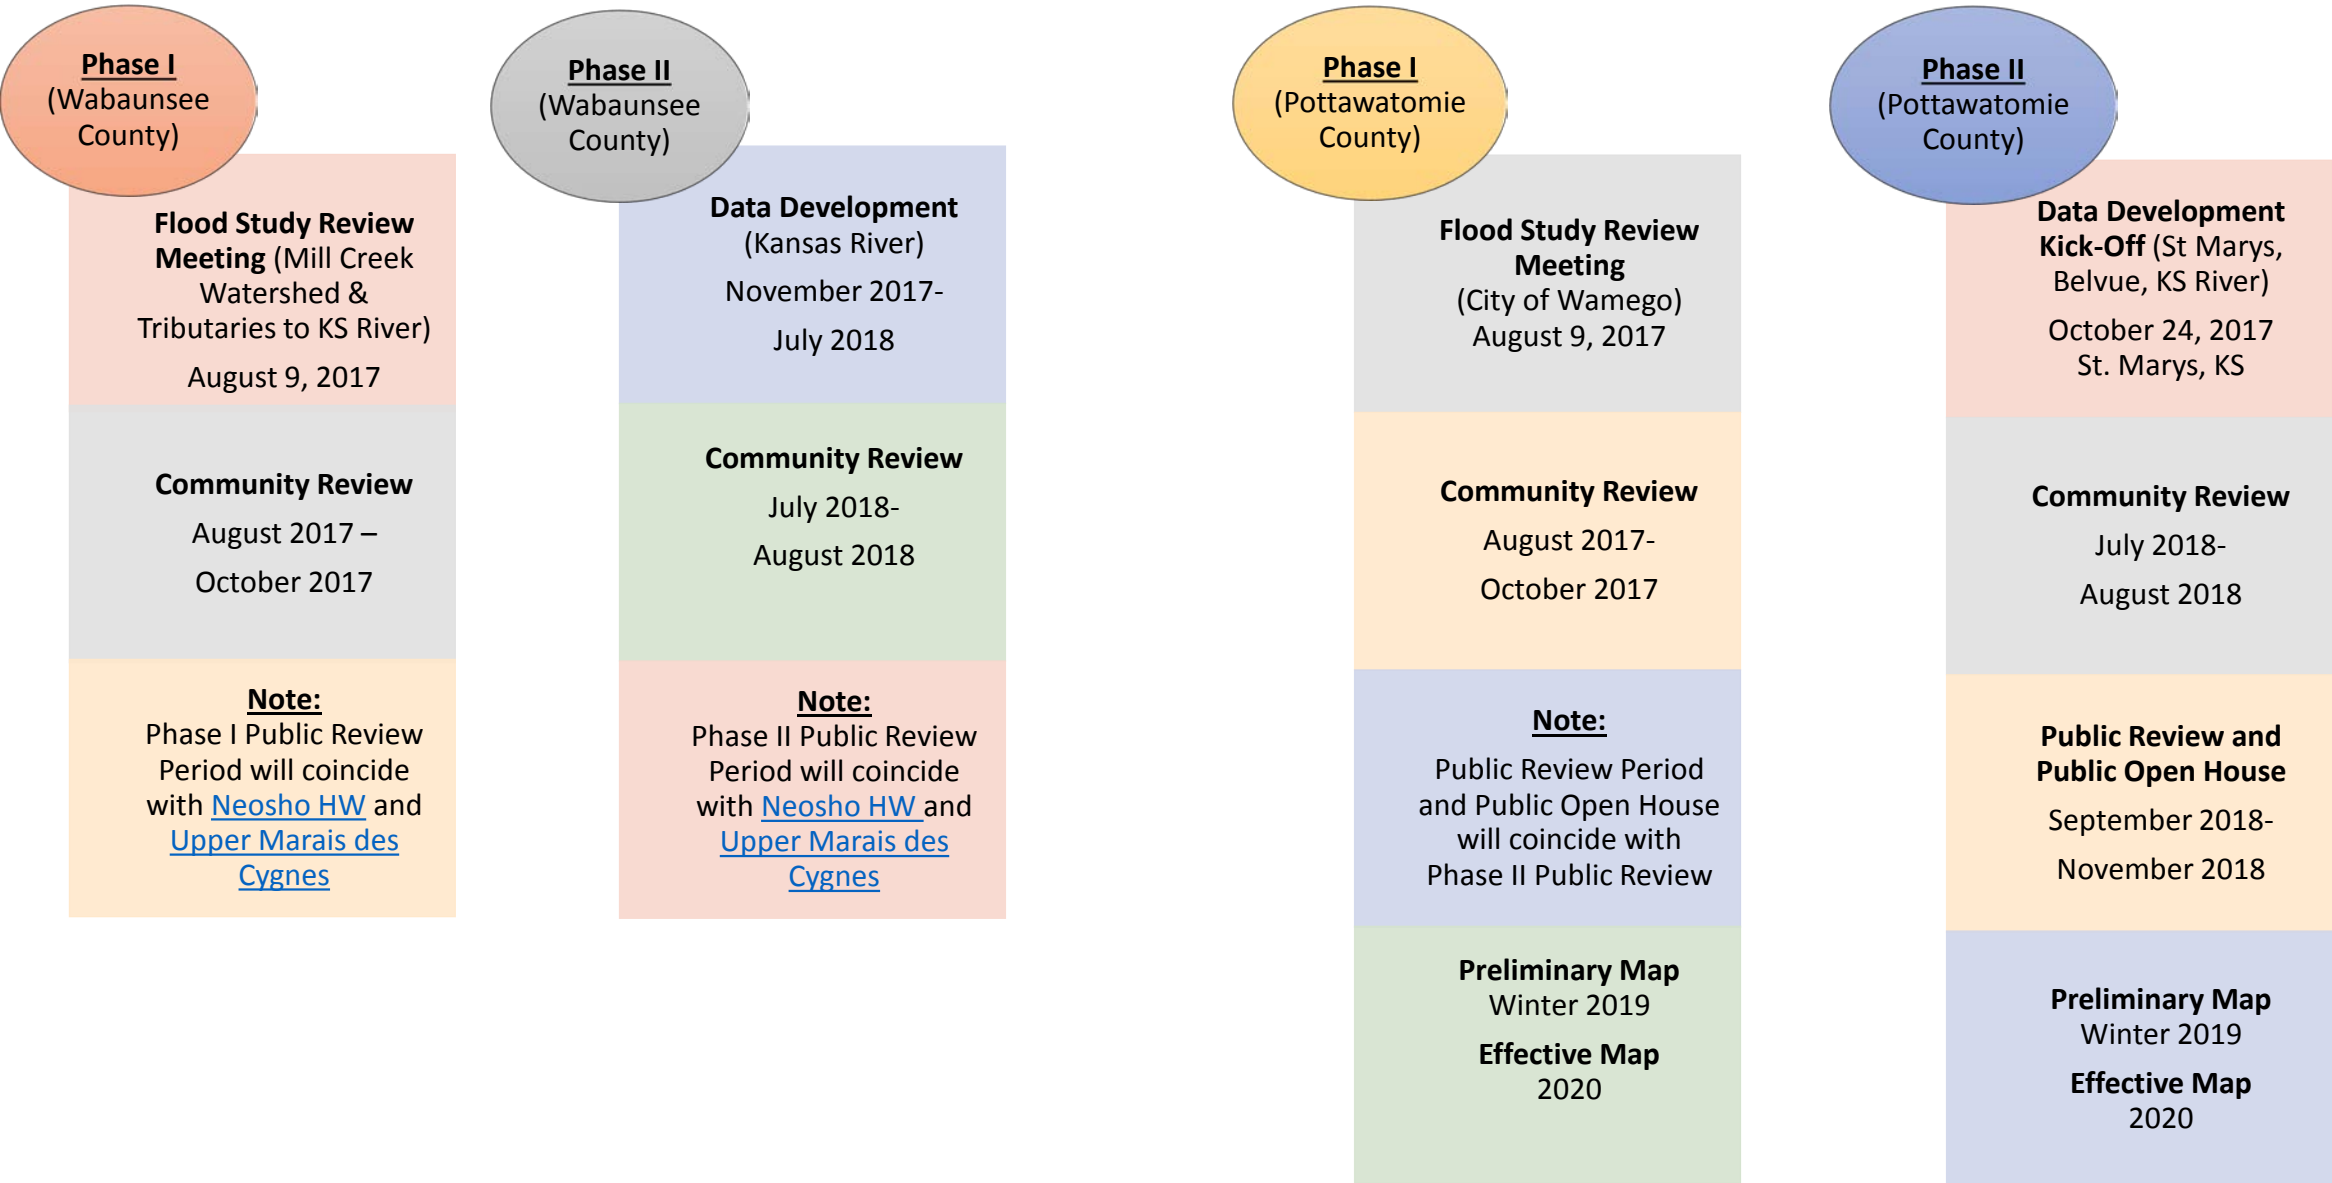 Phase I
(Wabaunsee
County)
Flood Study Review
Meeting (Mill Creek
Watershed &
Tributaries to KS River)
August 9, 2017
Community Review
August 2017 –
October 2017
Note:
Phase I Public Review
Period will coincide
with Neosho HW and
Upper Marais des
Cygnes
Phase II
(Wabaunsee
County)
Data Development
(Kansas River)
November 2017-
July 2018
Community Review
July 2018-
August 2018
Note:
Phase II Public Review
Period will coincide
with Neosho HW and
Upper Marais des
Cygnes
Phase I
(Pottawatomie
County)
Flood Study Review
Meeting
(City of Wamego)
August 9, 2017
Community Review
August 2017-
October 2017
Note:
Public Review Period
and Public Open House
will coincide with
Phase II Public Review
Preliminary Map
Winter 2019
Effective Map
2020
Phase II
(Pottawatomie
County)
Data Development
Kick-Off (St Marys,
Belvue, KS River)
October 24, 2017
St. Marys, KS
Community Review
July 2018-
August 2018
Public Review and
Public Open House
September 2018-
November 2018
Preliminary Map
Winter 2019
Effective Map
2020